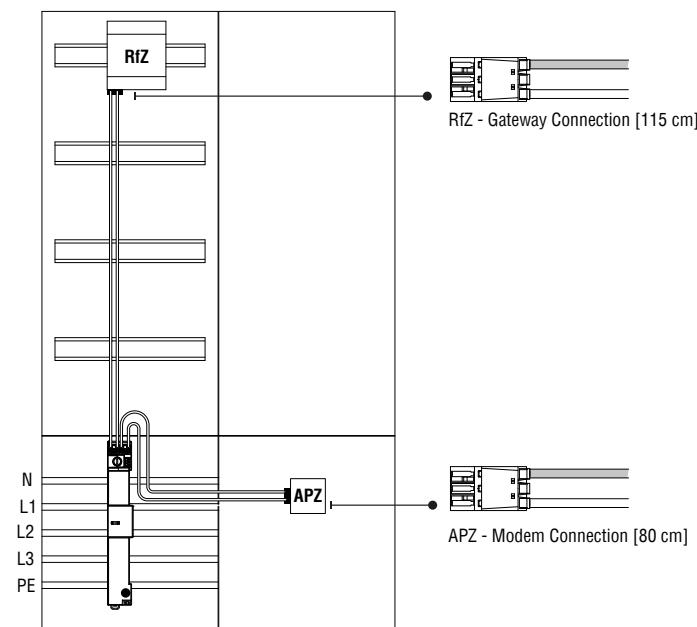 RfZ
RfZ - Gateway Connection [115 cm]
N
L1
L2
L3
PE
APZ
APZ - Modem Connection [80 cm]